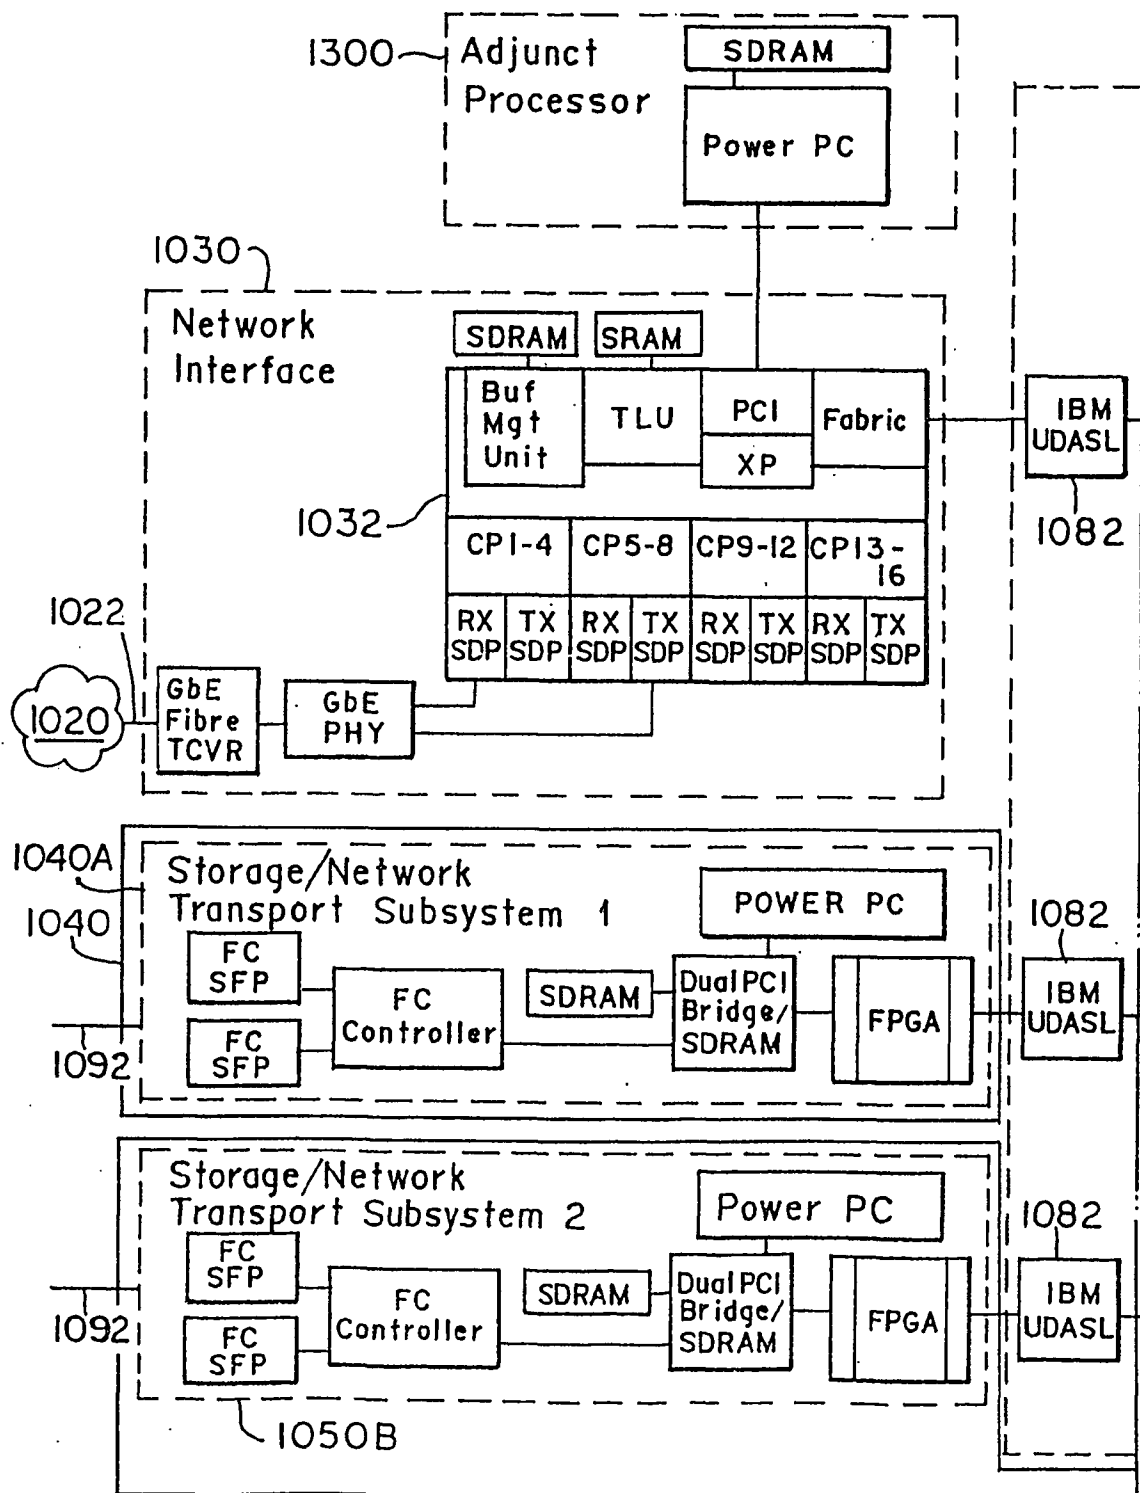 1300
Adjunct
Processor
SDRAM
Power PC
1030
Network
Interface
SDRAM
SRAM
Buf
Mgt
Unit
TLU
PCI
XP
Fabric
IBM
UDASL
1082
1032
CP1-4
CP5-8
CP9-12
CP13-
16
RX
SDP
TX
SDP
RX
SDP
TX
SDP
RX
SDP
TX
SDP
RX
SDP
TX
SDP
1022
1020
GbE
Fibre
TCVR
GbE
PHY
1040A
1040
Storage/Network
Transport Subsystem 1
POWER PC
FC
SFP
FC
SFP
FC
Controller
SDRAM
Dual PCI
Bridge/
SDRAM
FPGA
1082
IBM
UDASL
1092
Storage/Network
Transport Subsystem 2
Power PC
FC
SFP
FC
SFP
FC
Controller
SDRAM
Dual PCI
Bridge/
SDRAM
FPGA
1082
IBM
UDASL
1092
1050B